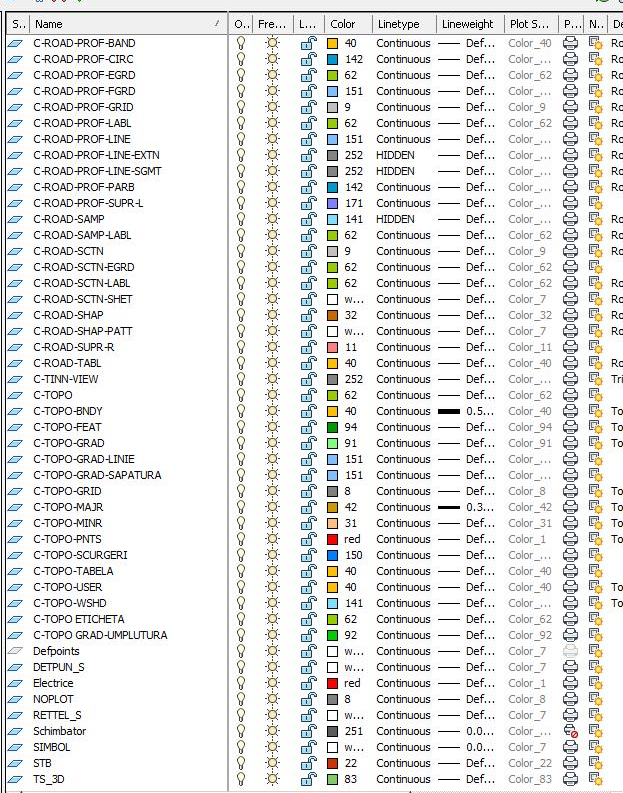 S.. Name / O.. Fre... L... Color Linetype Lineweight Plot S... P... N.. De
C-ROAD-PROF-BAND 40 Continuous Def... Color_40 Ro
C-ROAD-PROF-CIRC 142 Continuous Def... Color_... Ro
C-ROAD-PROF-EGRD 62 Continuous Def... Color_62 Ro
C-ROAD-PROF-FGRD 151 Continuous Def... Color_... Ro
C-ROAD-PROF-GRID 9 Continuous Def... Color_9 Ro
C-ROAD-PROF-LABL 62 Continuous Def... Color_62 Ro
C-ROAD-PROF-LINE 151 Continuous Def... Color_... Ro
C-ROAD-PROF-LINE-EXTN 252 HIDDEN Def... Color_... Ro
C-ROAD-PROF-LINE-SGMT 252 HIDDEN Def... Color_... Ro
C-ROAD-PROF-PARB 142 Continuous Def... Color_... Ro
C-ROAD-PROF-SUPR-L 171 Continuous Def... Color_...
C-ROAD-SAMP 141 HIDDEN Def... Color_... Ro
C-ROAD-SAMP-LABL 62 Continuous Def... Color_62 Ro
C-ROAD-SCTN 9 Continuous Def... Color_9 Ro
C-ROAD-SCTN-EGRD 62 Continuous Def... Color_62
C-ROAD-SCTN-LABL 62 Continuous Def... Color_62 Ro
C-ROAD-SCTN-SHET w... Continuous Def... Color_7 Ro
C-ROAD-SHAP 32 Continuous Def... Color_32 Ro
C-ROAD-SHAP-PATT w... Continuous Def... Color_7 Ro
C-ROAD-SUPR-R 11 Continuous Def... Color_11
C-ROAD-TABL 40 Continuous Def... Color_40 Ro
C-TINN-VIEW 252 Continuous Def... Color_... Tri
C-TOPO 62 Continuous Def... Color_62
C-TOPO-BNDY 40 Continuous 0.5... Color_40 To
C-TOPO-FEAT 94 Continuous Def... Color_94 To
C-TOPO-GRAD 91 Continuous Def... Color_91 To
C-TOPO-GRAD-LINIE 151 Continuous Def... Color_...
C-TOPO-GRAD-SAPATURA 151 Continuous Def... Color_...
C-TOPO-GRID 8 Continuous Def... Color_8 To
C-TOPO-MAJR 42 Continuous 0.3... Color_42 To
C-TOPO-MINR 31 Continuous Def... Color_31 To
C-TOPO-PNTS red Continuous Def... Color_1 To
C-TOPO-SCURGERI 150 Continuous Def... Color_...
C-TOPO-TABELA 40 Continuous Def... Color_40
C-TOPO-USER 40 Continuous Def... Color_40 To
C-TOPO-WSHD 141 Continuous Def... Color_... To
C-TOPO ETICHETA 62 Continuous Def... Color_62
C-TOPO GRAD-UMPLUTURA 92 Continuous Def... Color_92
Defpoints w... Continuous Def... Color_7
DETPUN_S w... Continuous Def... Color_7
Electrice red Continuous Def... Color_1
NOPLOT 8 Continuous Def... Color_8
RETTEL_S w... Continuous Def... Color_7
Schimbator 251 Continuous 0.0... Color_...
SIMBOL w... Continuous 0.0... Color_7
STB 22 Continuous Def... Color_22
TS_3D 83 Continuous Def... Color_83